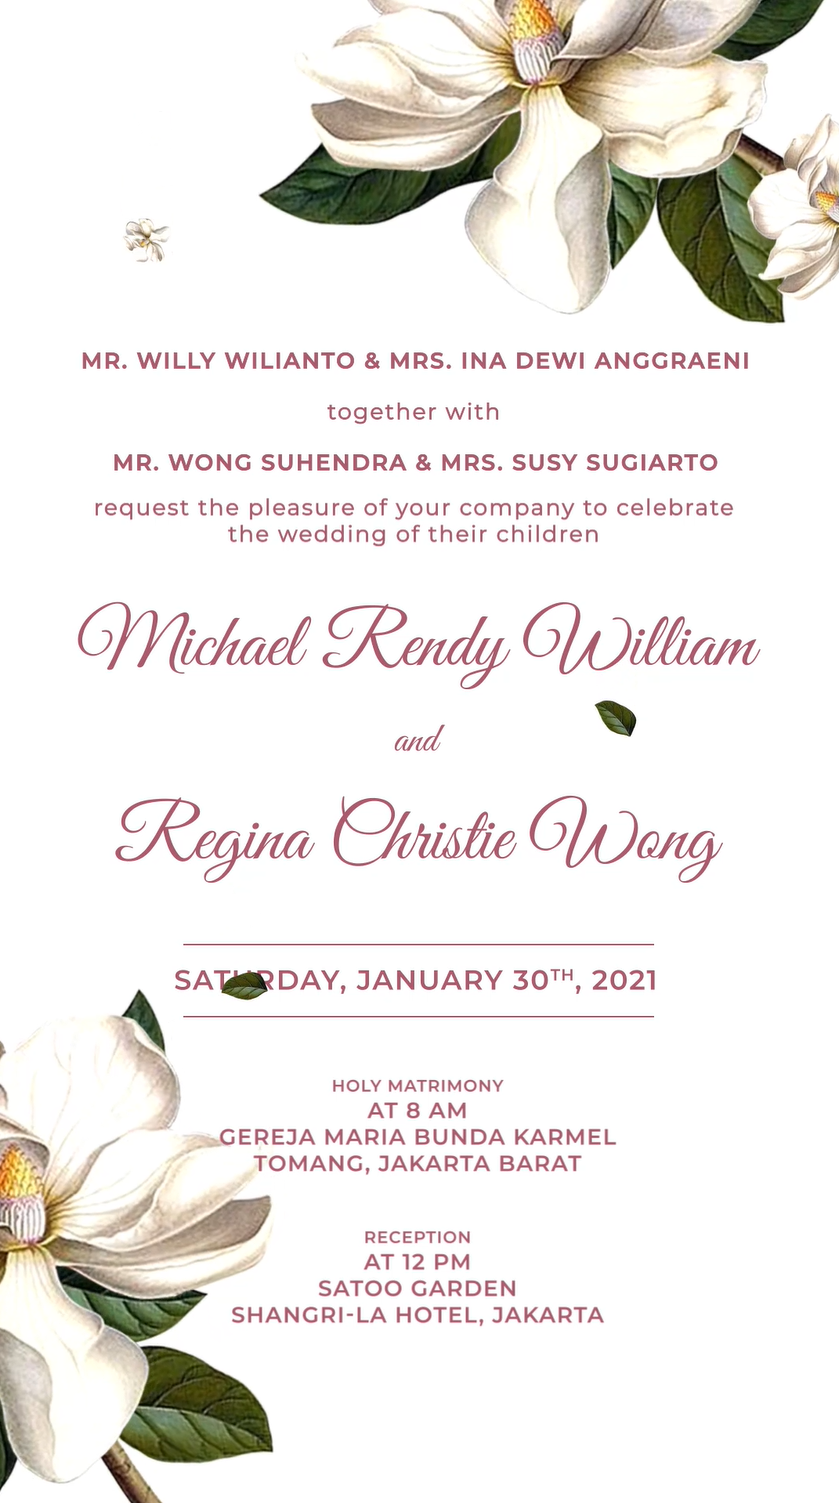 MR. WILLY WILIANTO & MRS. INA DEWI ANGGRAENI
together with
MR. WONG SUHENDRA & MRS. SUSY SUGIARTO
request the pleasure of your company to celebrate
the wedding of their children
Michael Rendy William
and
Regina Christie Wong
SATURDAY, JANUARY 30TH, 2021
HOLY MATRIMONY
AT 8 AM
GEREJA MARIA BUNDA KARMEL
TOMANG, JAKARTA BARAT
RECEPTION
AT 12 PM
SATOO GARDEN
SHANGRI-LA HOTEL, JAKARTA